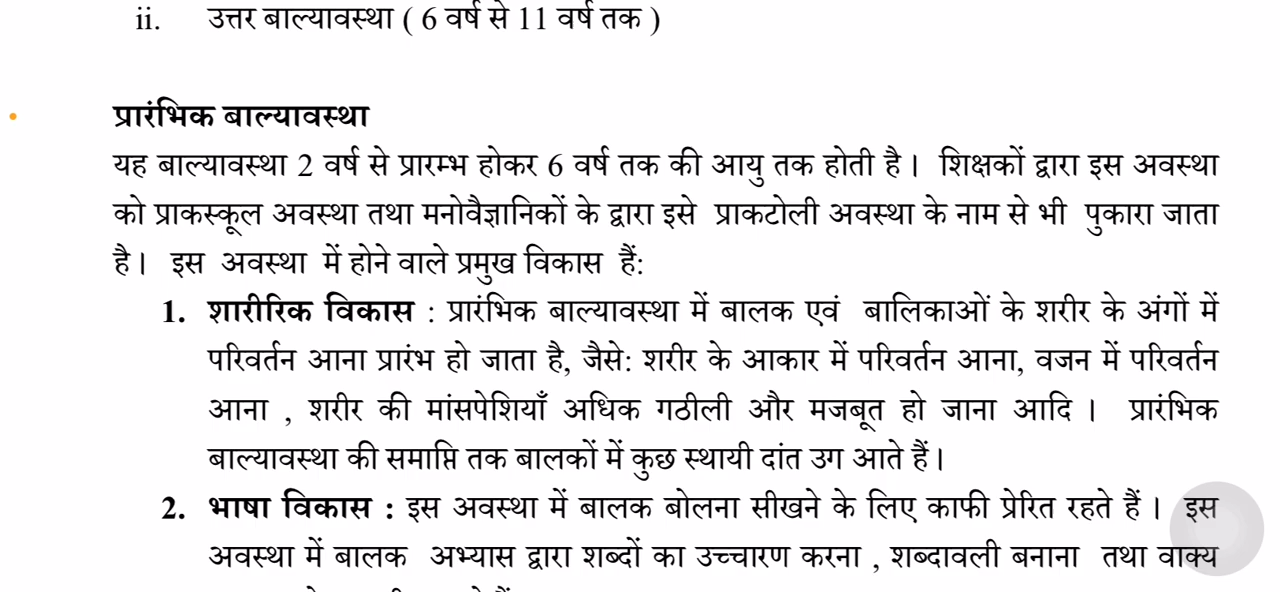 ii. उत्तर बाल्यावस्था ( 6 वर्ष से 11 वर्ष तक )
प्रारंभिक बाल्यावस्था
यह बाल्यावस्था 2 वर्ष से प्रारम्भ होकर 6 वर्ष तक की आयु तक होती है। शिक्षकों द्वारा इस अवस्था
को प्राकस्कूल अवस्था तथा मनोवैज्ञानिकों के द्वारा इसे प्राकटोली अवस्था के नाम से भी पुकारा जाता
है। इस अवस्था में होने वाले प्रमुख विकास हैं:
1. शारीरिक विकास : प्रारंभिक बाल्यावस्था में बालक एवं बालिकाओं के शरीर के अंगों में
परिवर्तन आना प्रारंभ हो जाता है, जैसे: शरीर के आकार में परिवर्तन आना, वजन में परिवर्तन
आना , शरीर की मांसपेशियाँ अधिक गठीली और मजबूत हो जाना आदि । प्रारंभिक
बाल्यावस्था की समाप्ति तक बालकों में कुछ स्थायी दांत उग आते हैं।
2. भाषा विकास : इस अवस्था में बालक बोलना सीखने के लिए काफी प्रेरित रहते हैं । इस
अवस्था में बालक अभ्यास द्वारा शब्दों का उच्चारण करना , शब्दावली बनाना तथा वाक्य